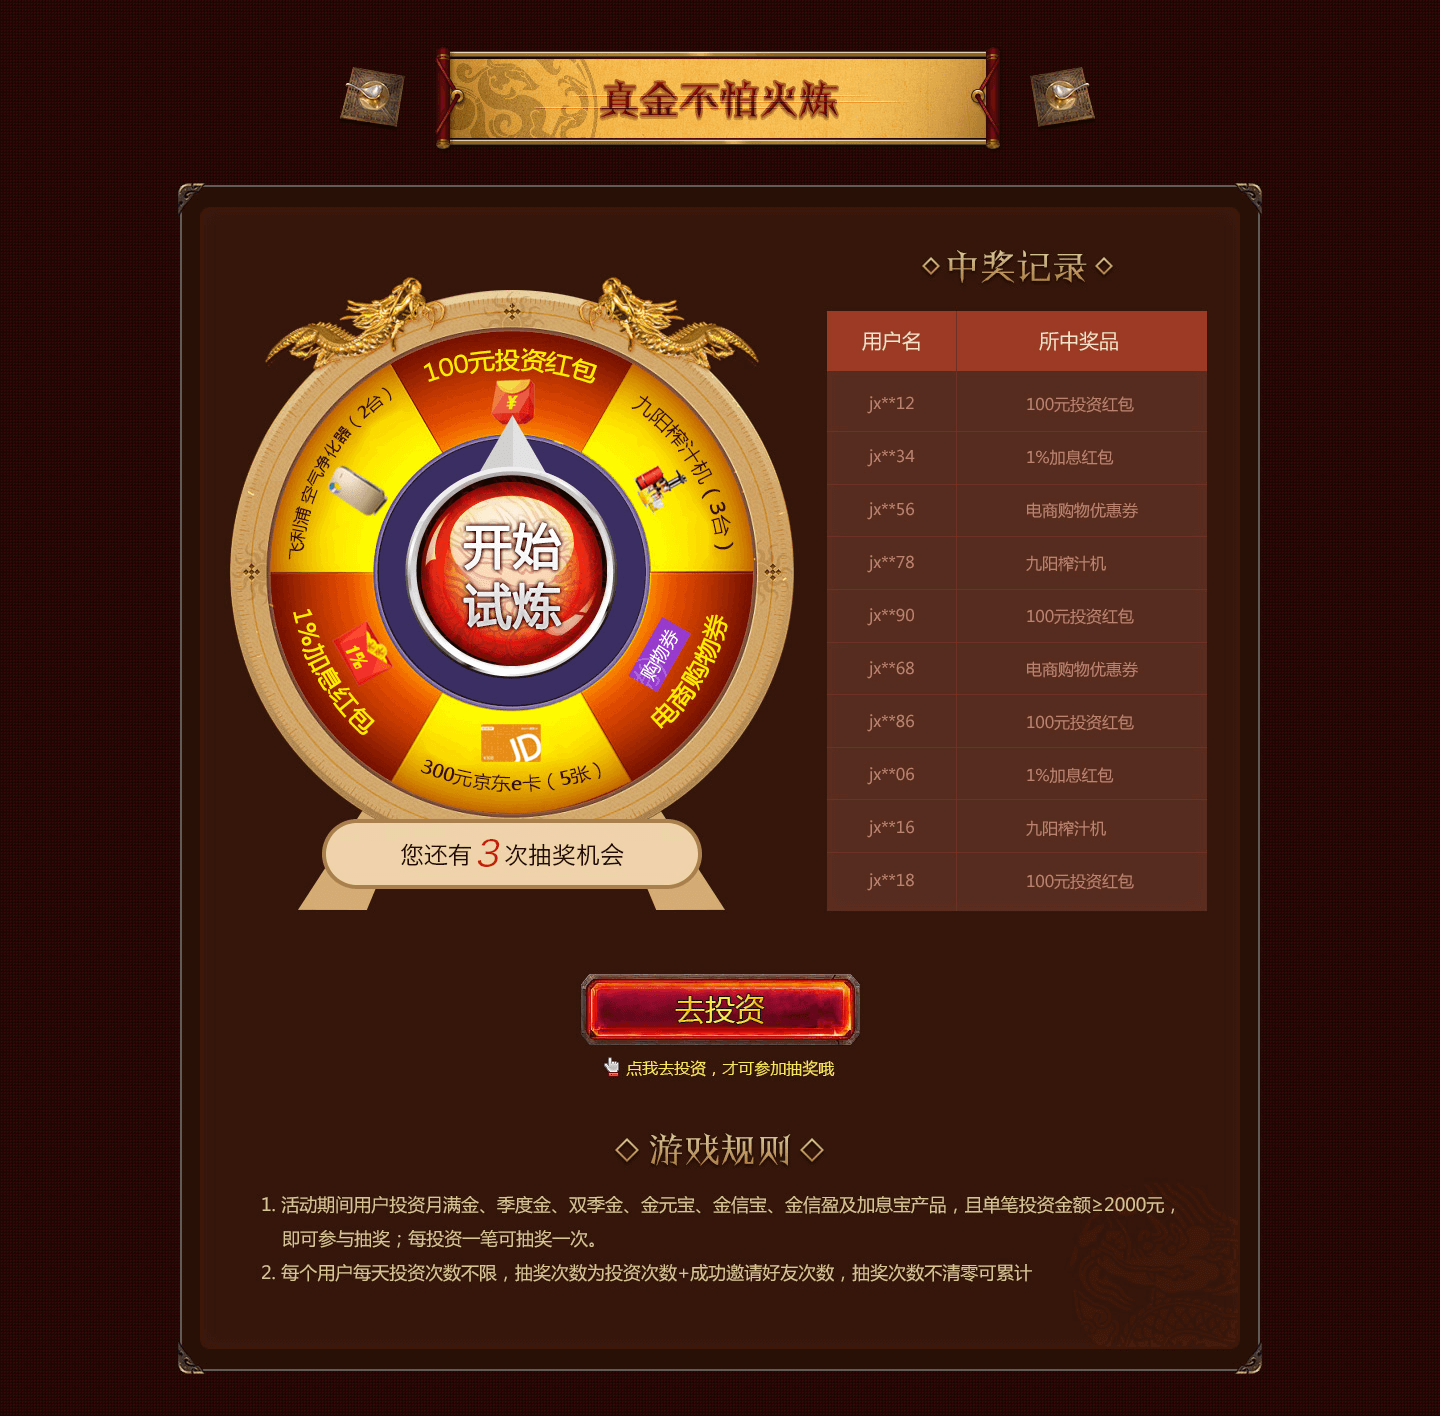 真金不怕火炼
100元投资红包
¥
九阳榨汁机（3台）
购物券
电商购物券
JD
300元京东e卡（5张）
1%
1%加息红包
飞利浦 空气净化器（2台）
开始
试炼
您还有3次抽奖机会
中奖记录
用户名 所中奖品
jx**12 100元投资红包
jx**34 1%加息红包
jx**56 电商购物优惠券
jx**78 九阳榨汁机
jx**90 100元投资红包
jx**68 电商购物优惠券
jx**86 100元投资红包
jx**06 1%加息红包
jx**16 九阳榨汁机
jx**18 100元投资红包
去投资
点我去投资，才可参加抽奖哦
游戏规则
1. 活动期间用户投资月满金、季度金、双季金、金元宝、金信宝、金信盈及加息宝产品，且单笔投资金额≥2000元，
即可参与抽奖；每投资一笔可抽奖一次。
2. 每个用户每天投资次数不限，抽奖次数为投资次数+成功邀请好友次数，抽奖次数不清零可累计